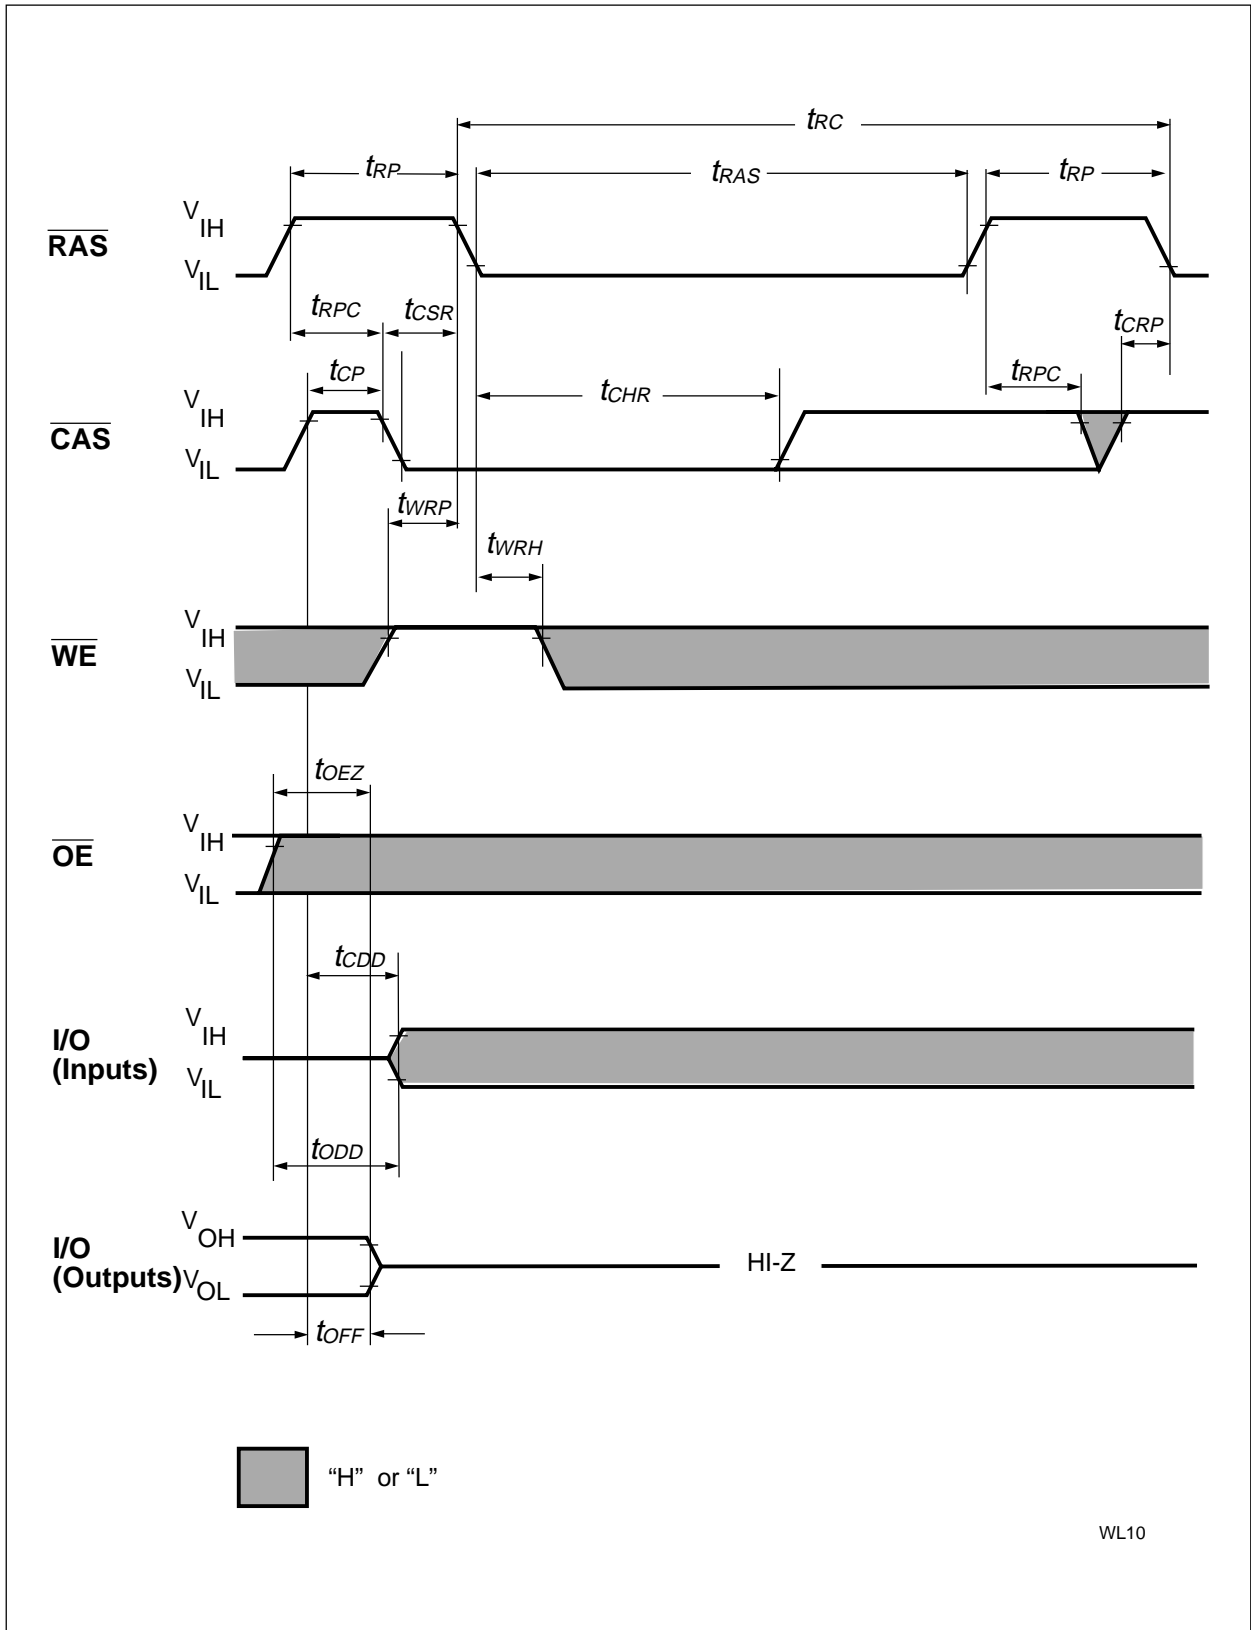 tRC
tRP tRAS tRP
RAS VIH
VIL
tRPC tCSR tCRP
tCP tCHR tRPC
CAS VIH
VIL
tWRP
tWRH
WE VIH
VIL
tOEZ
OE VIH
VIL
tCDD
I/O (Inputs) VIH
VIL
tODD
I/O (Outputs) VOH
VOL
HI-Z
tOFF
“H” or “L”
WL10